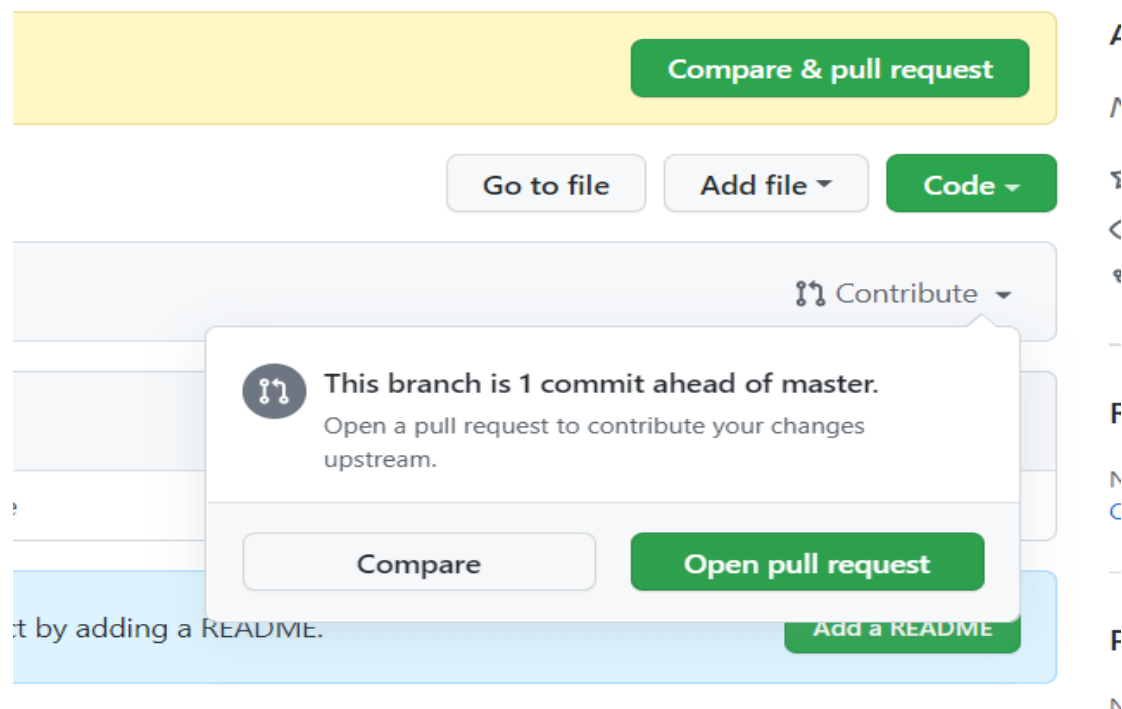 Compare & pull request
Go to file
Add file
Code
Contribute
This branch is 1 commit ahead of master.
Open a pull request to contribute your changes
upstream.
Compare
Open pull request
by adding a README.
Add a README